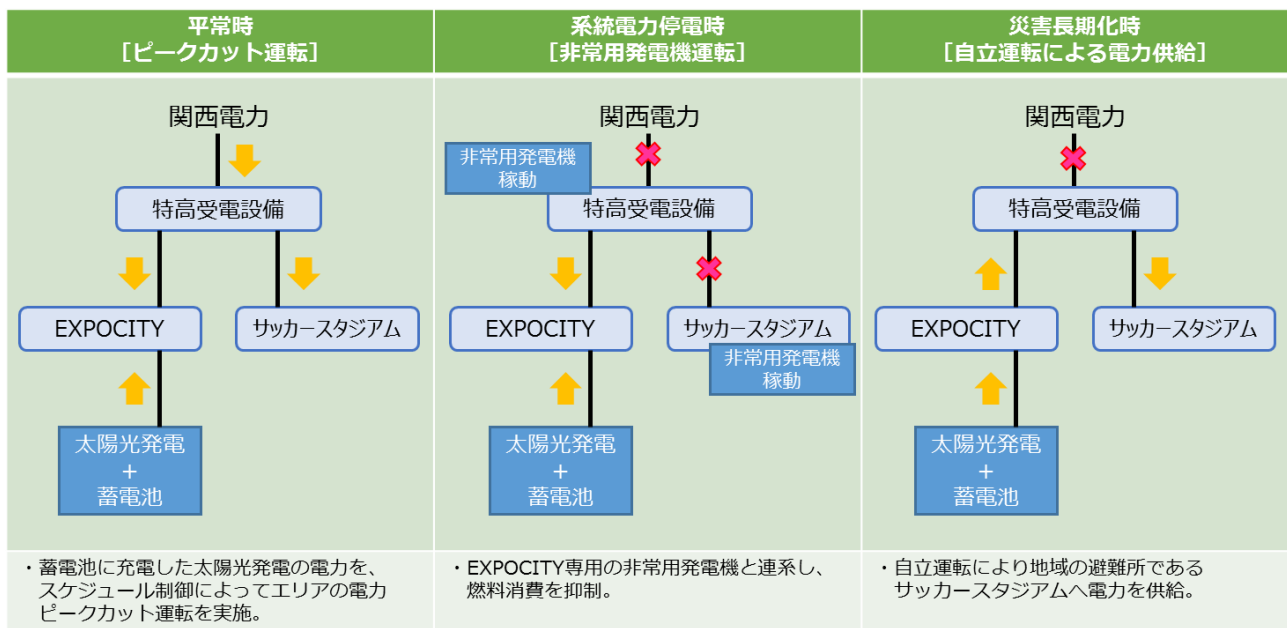 平常時
［ピークカット運転］
関西電力
特高受電設備
EXPOCITY
サッカースタジアム
太陽光発電
+
蓄電池
・蓄電池に充電した太陽光発電の電力を、
スケジュール制御によってエリアの電力
ピークカット運転を実施。
系統電力停電時
［非常用発電機運転］
関西電力
非常用発電機
稼動
特高受電設備
EXPOCITY
サッカースタジアム
非常用発電機
稼動
太陽光発電
+
蓄電池
・EXPOCITY専用の非常用発電機と連系し、
燃料消費を抑制。
災害長期化時
［自立運転による電力供給］
関西電力
特高受電設備
EXPOCITY
サッカースタジアム
太陽光発電
+
蓄電池
・自立運転により地域の避難所である
サッカースタジアムへ電力を供給。